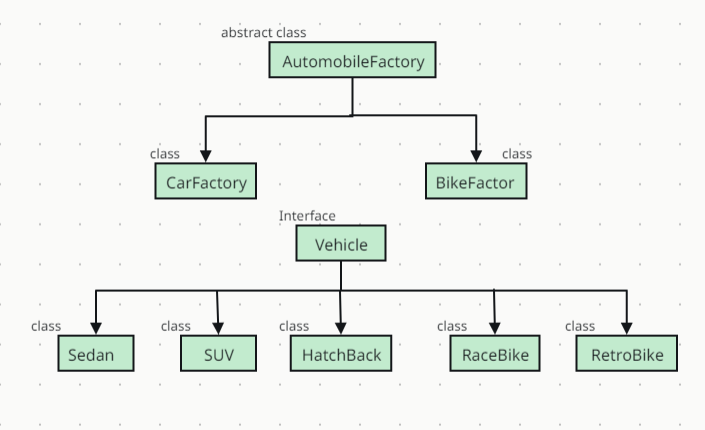 abstract class
AutomobileFactory
class
class
CarFactory
BikeFactor
Interface
Vehicle
class
class
class
class
class
Sedan
SUV
HatchBack
RaceBike
RetroBike